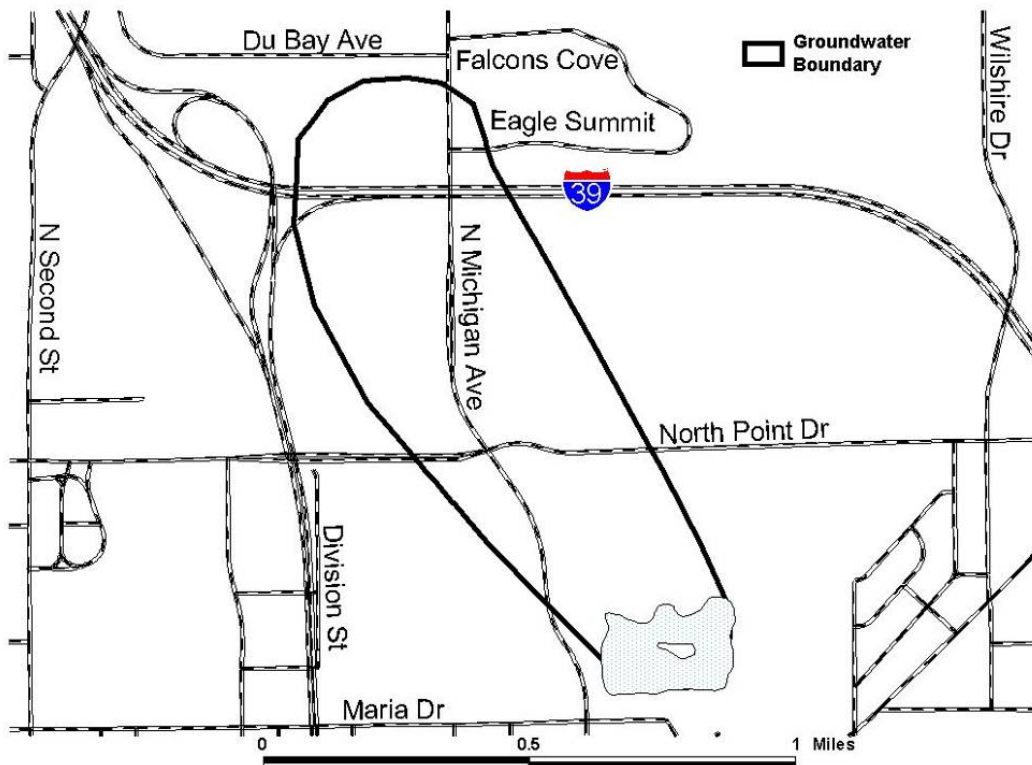 Du Bay Ave
Falcons Cove
Eagle Summit
Groundwater
Boundary
Wilshire Dr
39
N Second St
N Michigan Ave
North Point Dr
Division St
Maria Dr
0 0.5 1 Miles